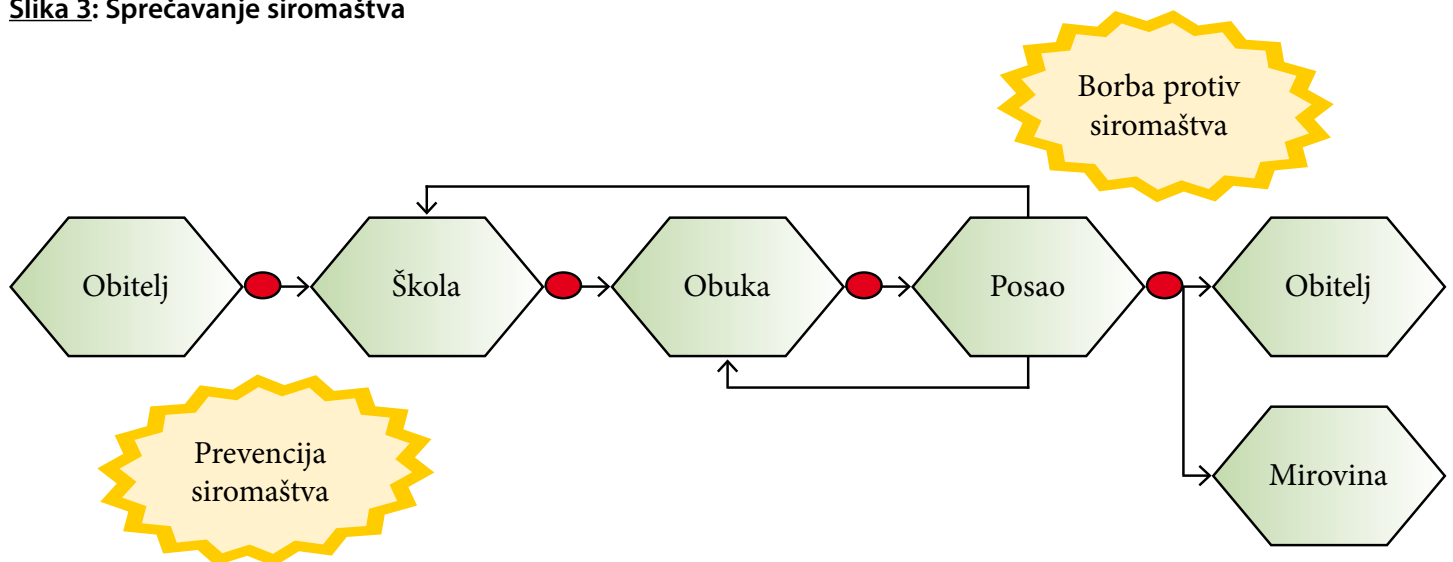 Slika 3: Sprečavanje siromaštva
Borba protiv
siromaštva
Obitelj
Škola
Obuka
Posao
Obitelj
Prevencija
siromaštva
Mirovina